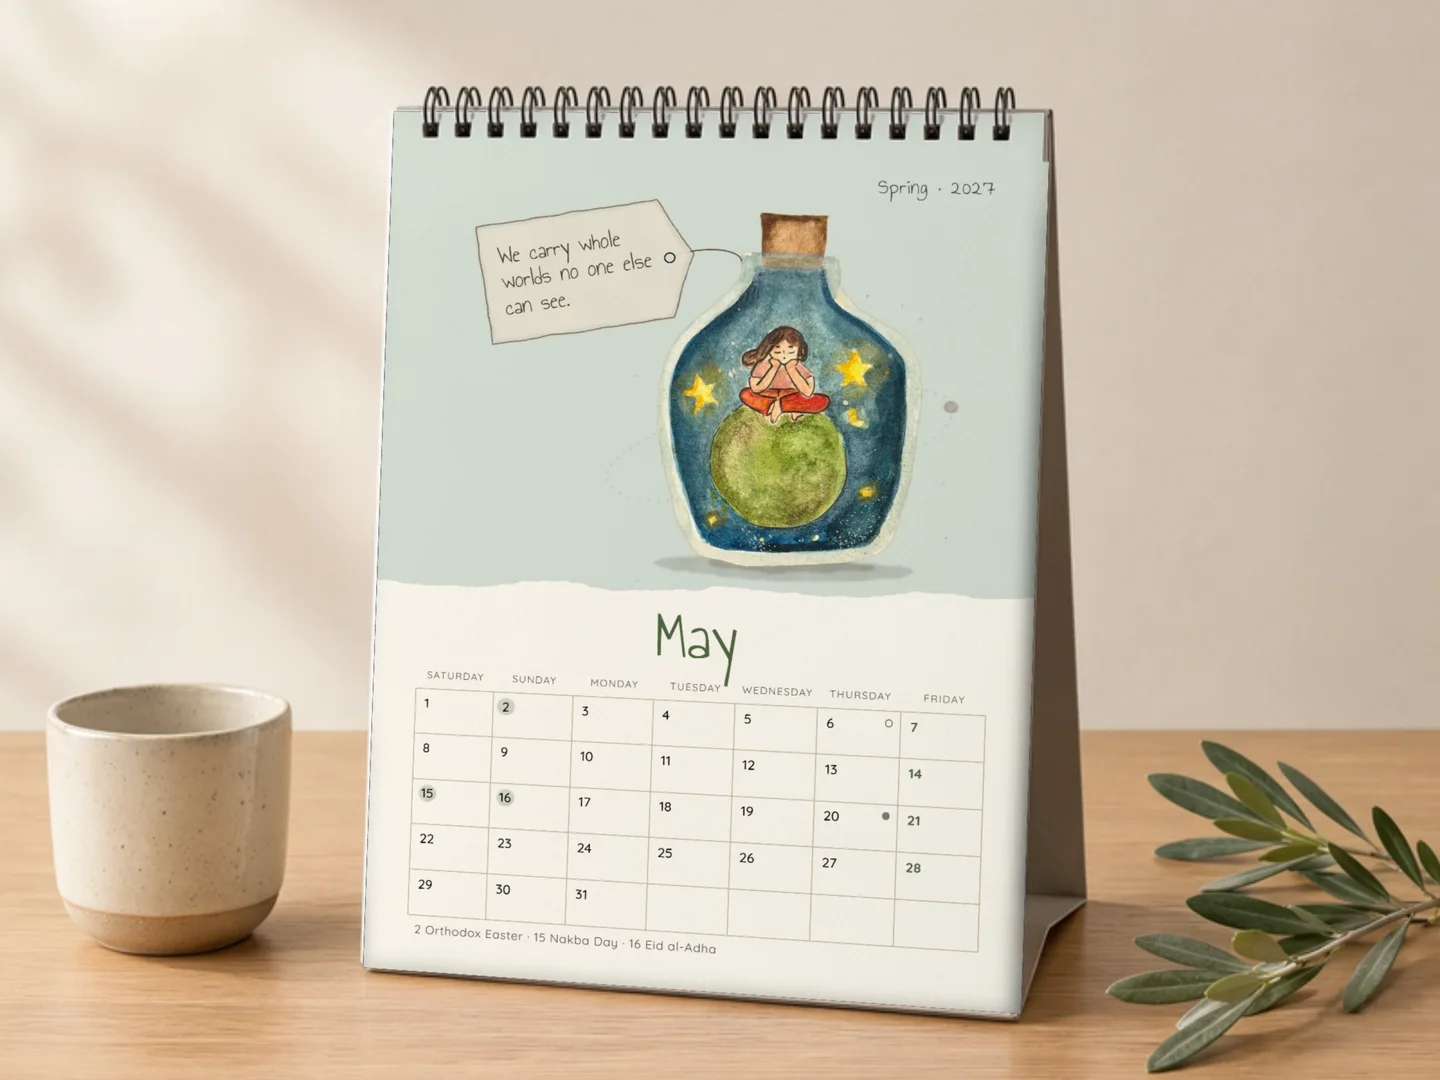 Spring · 2027
We carry whole
worlds no one else
can see.
May
SATURDAY SUNDAY MONDAY TUESDAY WEDNESDAY THURSDAY FRIDAY
1 2 3 4 5 6 7
8 9 10 11 12 13 14
15 16 17 18 19 20 21
22 23 24 25 26 27 28
29 30 31
2 Orthodox Easter · 15 Nakba Day · 16 Eid al-Adha